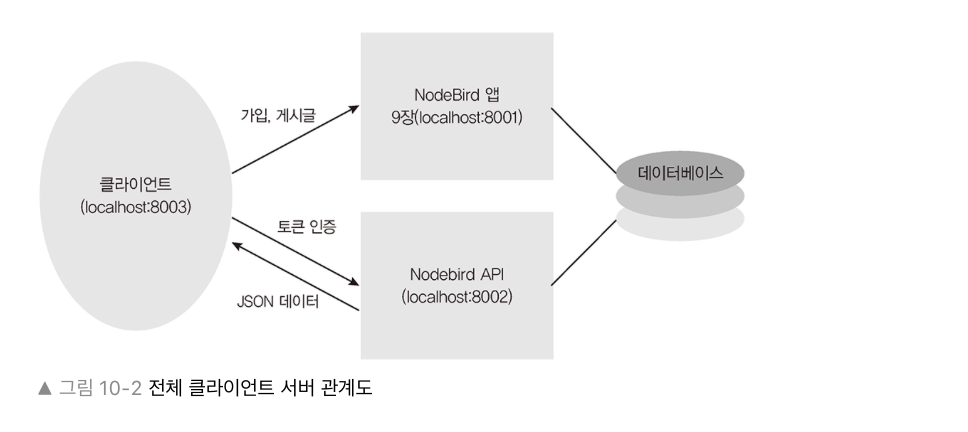 가입, 게시글
NodeBird 앱
9장(localhost:8001)
데이터베이스
클라이언트
(localhost:8003)
토큰 인증
JSON 데이터
Nodebird API
(localhost:8002)
▲ 그림 10-2 전체 클라이언트 서버 관계도